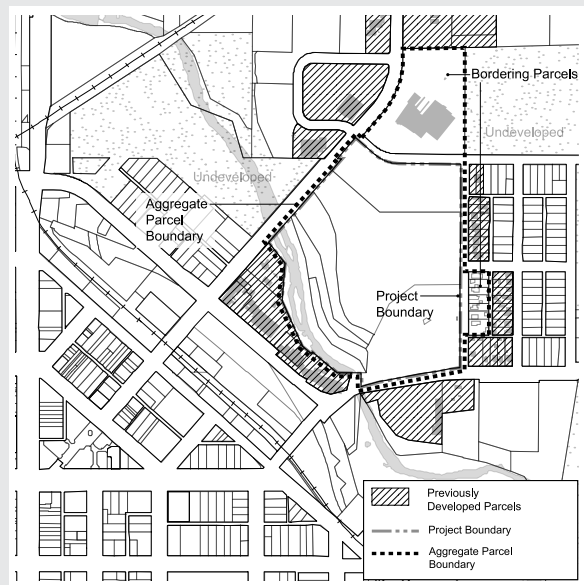 Bordering Parcels
Undeveloped
Undeveloped
Aggregate
Parcel
Boundary
Project
Boundary
Previously
Developed Parcels
Project Boundary
Aggregate Parcel
Boundary